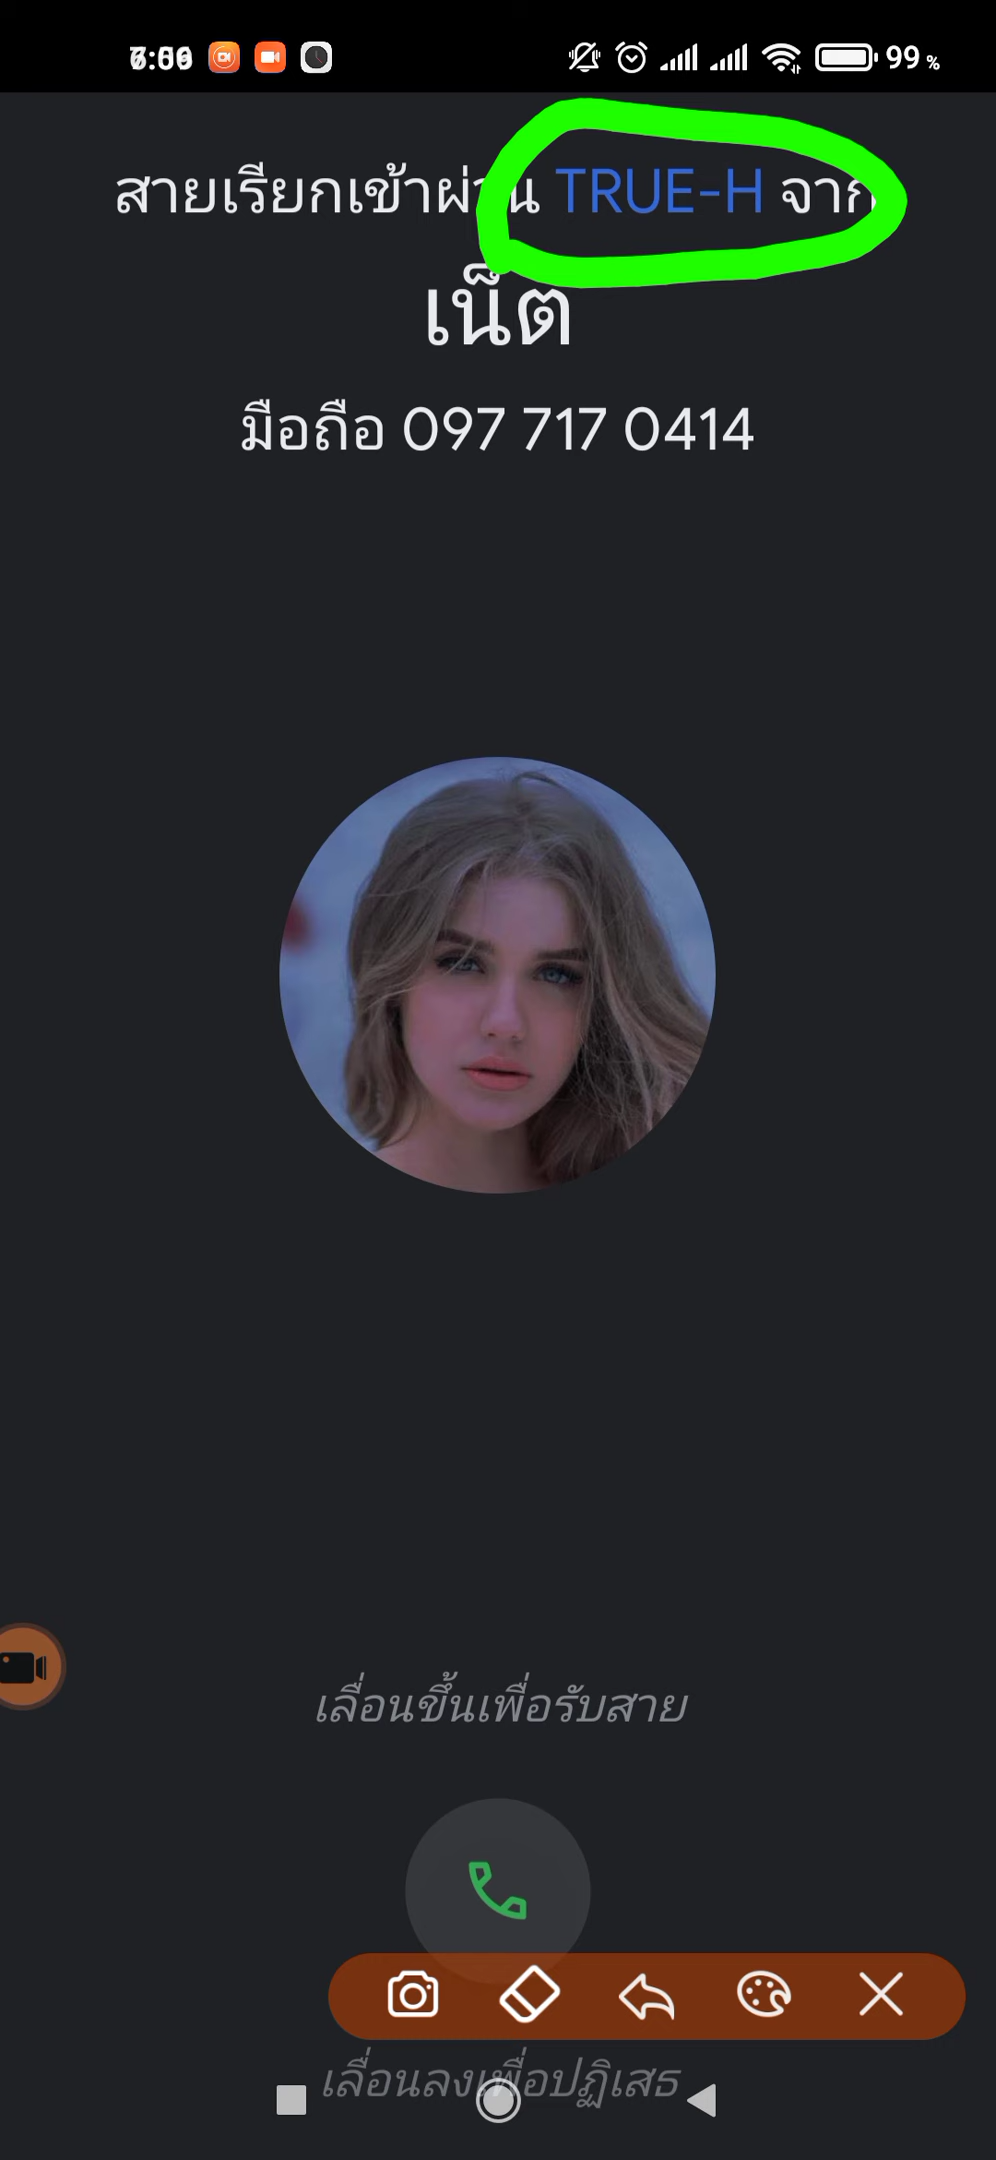 99 %
สายเรียกเข้าผ่าน TRUE-H จาก
เน็ต
มือถือ 097 717 0414
เลื่อนขึ้นเพื่อรับสาย
เลื่อนลงเพื่อปฏิเสธ